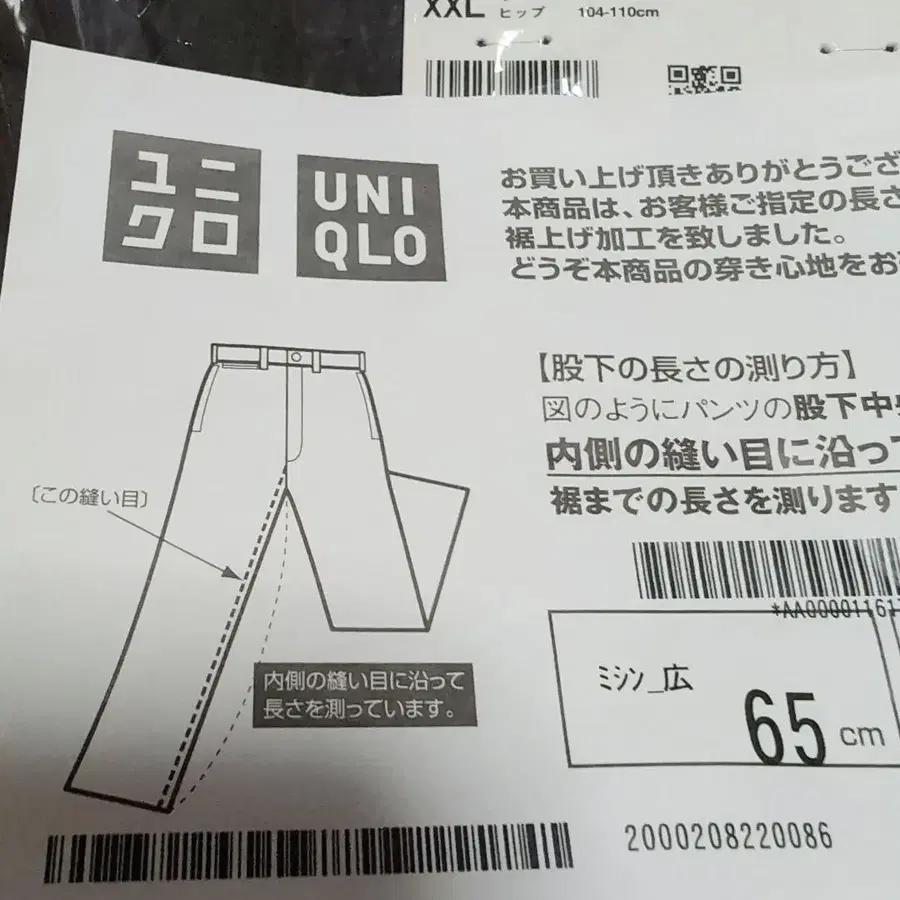 XXL
ヒップ 104-110cm
ユニ
クロ
UNI
QLO
お買い上げ頂きありがとうござ
本商品は、お客様ご指定の長さ
裾上げ加工を致しました。
どうぞ本商品の穿き心地をお
【股下の長さの測り方】
図のようにパンツの股下中央
内側の縫い目に沿って
裾までの長さを測ります
〔この縫い目〕
内側の縫い目に沿って
長さを測っています。
*AA00001161
ミシン_広
65 cm
2000208220086